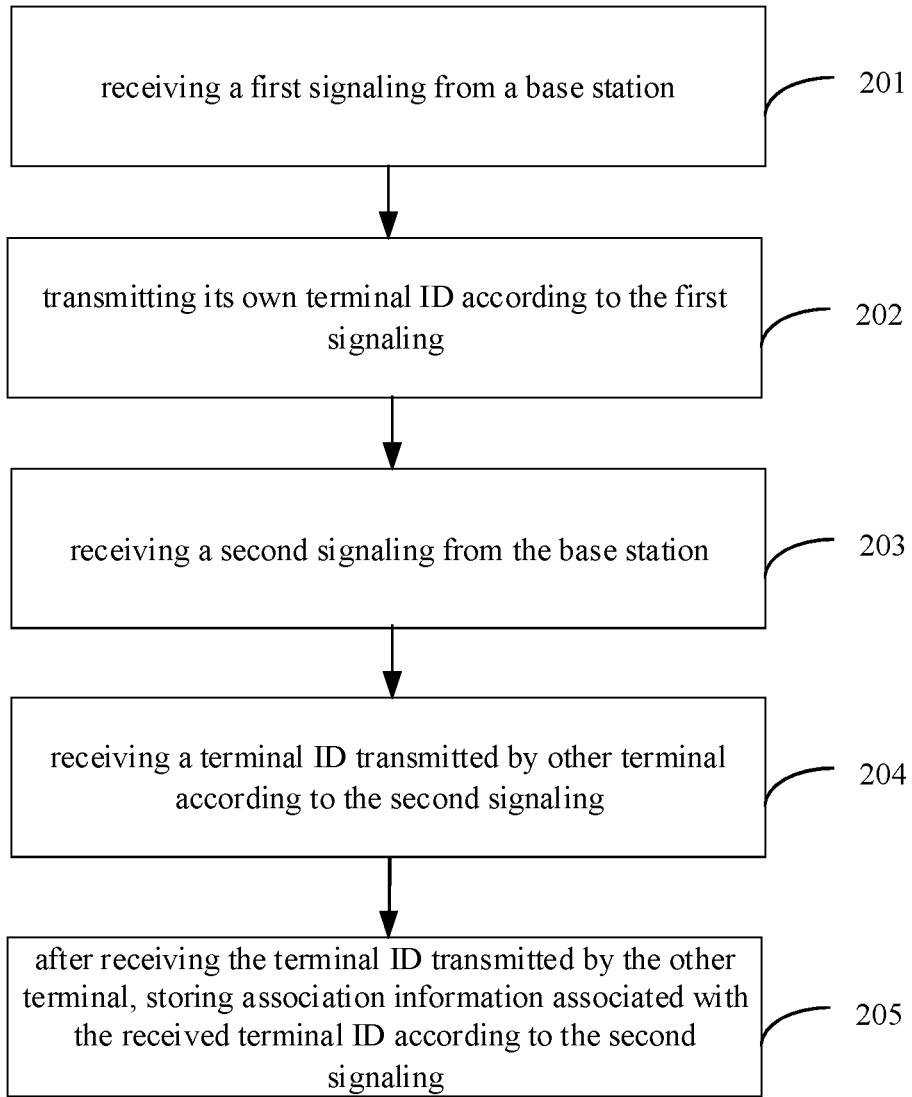 receiving a first signaling from a base station
201
transmitting its own terminal ID according to the first
signaling
202
receiving a second signaling from the base station
203
receiving a terminal ID transmitted by other terminal
according to the second signaling
204
after receiving the terminal ID transmitted by the other
terminal, storing association information associated with
the received terminal ID according to the second
signaling
205